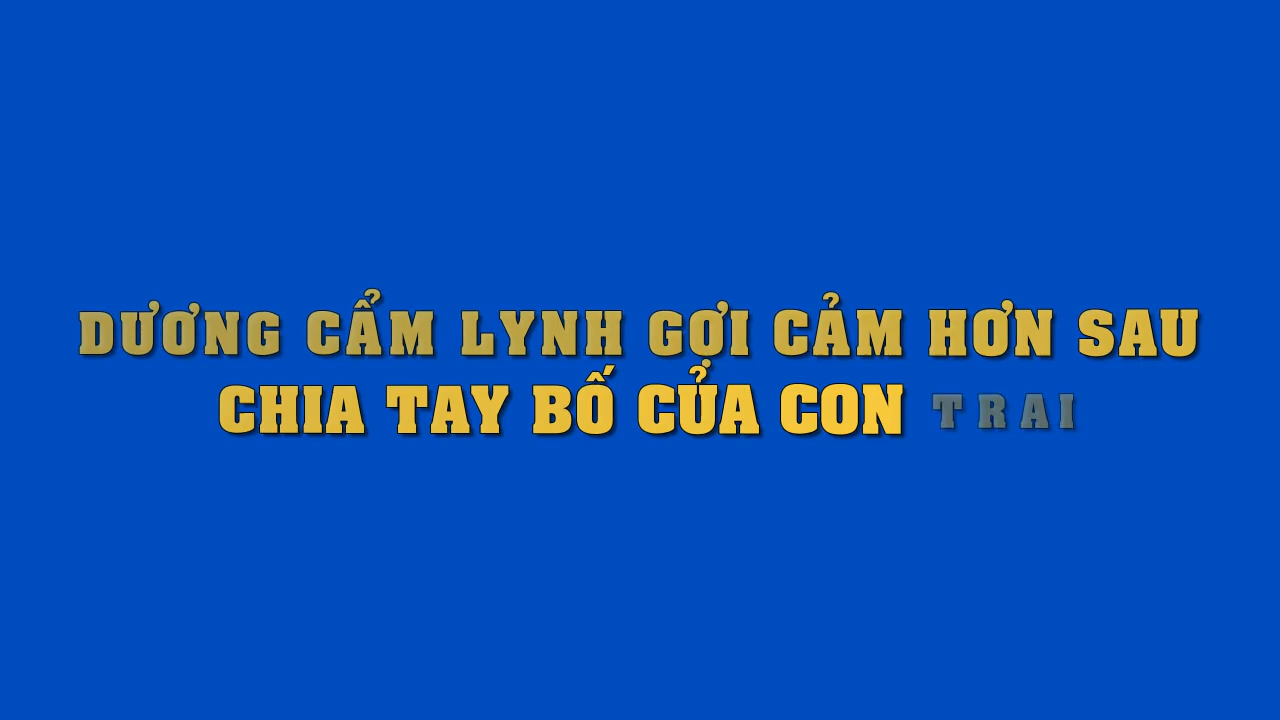 DƯƠNG CẨM LYNH GỢI CẢM HƠN SAU
CHIA TAY BỐ CỦA CON TRAI